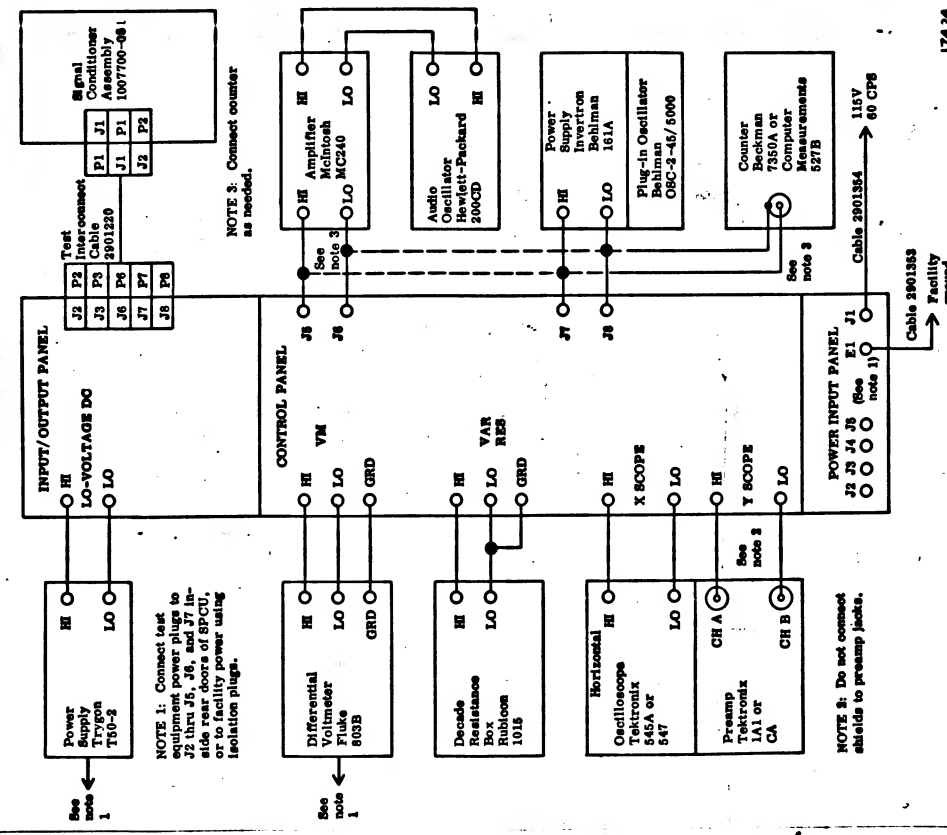 Signal
Conditioner
Assembly
1007700-051
P1 J1
J1 P1
J2 P2
Test
Interconnect
Cable
2901220
J2 P2
J3 P3
J6 P6
J7 P7
J8 P8
INPUT/OUTPUT PANEL
LO-VOLTAGE DC
HI
LO
HI
LO
Power
Supply
Trygon
T50-2
See
note
1
NOTE 1: Connect test
equipment power plugs to
J2 thru J5, J6, and J7 in-
side rear doors of SPCU,
or to facility power using
isolation plugs.
NOTE 3: Connect counter
as needed.
CONTROL PANEL
VM
HI
LO
GRD
HI
LO
GRD
Differential
Voltmeter
Fluke
803B
See
note
1
J5
J6
See
note 3
HI
LO
Amplifier
McIntosh
MC240
HI
LO
Audio
Oscillator
Hewlett-Packard
200CD
LO
HI
VAR
RES
HI
LO
GRD
HI
LO
Decade
Resistance
Box
Rubicon
1015
J7
J8
HI
LO
Power
Supply
Invertron
Behlman
161A
Plug-in Oscillator
Behlman
OSC-2-45/5000
X SCOPE
HI
LO
Y SCOPE
HI
LO
Horizontal
HI
LO
Oscilloscope
Tektronix
545A or
547
Preamp
Tektronix
1A1 or
CA
CH A
CH B
See
note 2
NOTE 2: Do not connect
shields to preamp jacks.
See
note 3
Counter
Beckman
7350A or
Computer
Measurements
527B
POWER INPUT PANEL
J2 J3 J4 J5 (See note 1) E1 J1
Cable 2901354
115V
60 CPS
Cable 2901353
Facility